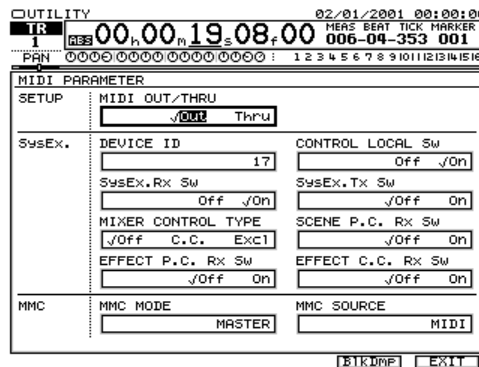 UTILITY 02/01/2001 00:00:00
TR 1 ABS 00h00m19s08f00 MEAS BEAT TICK MARKER
006-04-353 001
PAN 1 2 3 4 5 6 7 8 9 10 11 12 13 14 15 16
MIDI PARAMETER
SETUP MIDI OUT/THRU
√Out Thru
SysEx. DEVICE ID CONTROL LOCAL Sw
17 Off √On
SysEx.Rx Sw SysEx.Tx Sw
Off √On √Off On
MIXER CONTROL TYPE SCENE P.C. Rx Sw
√Off C.C. Excl √Off On
EFFECT P.C. Rx Sw EFFECT C.C. Rx Sw
√Off On √Off On
MMC MMC MODE MMC SOURCE
MASTER MIDI
BlkDmp EXIT